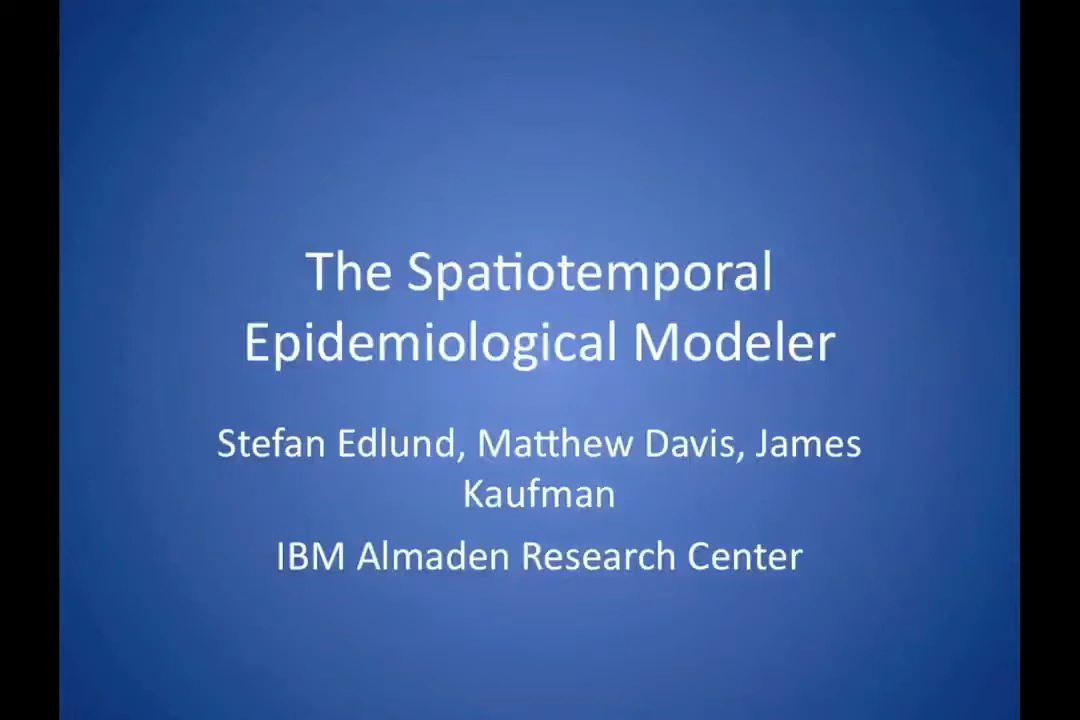 The Spatiotemporal
Epidemiological Modeler
Stefan Edlund, Matthew Davis, James
Kaufman
IBM Almaden Research Center